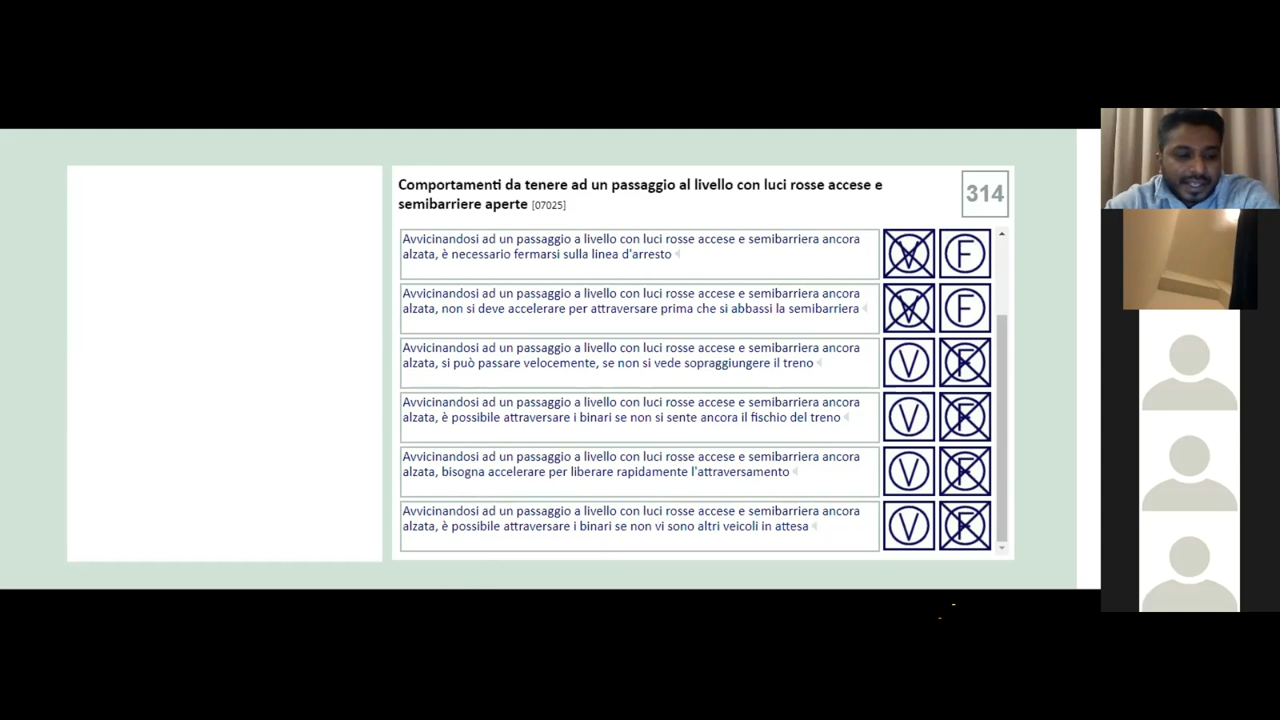 Comportamenti da tenere ad un passaggio al livello con luci rosse accese e
semibarriere aperte [07025]
314
Avvicinandosi ad un passaggio a livello con luci rosse accese e semibarriera ancora
alzata, è necessario fermarsi sulla linea d'arresto
V F
Avvicinandosi ad un passaggio a livello con luci rosse accese e semibarriera ancora
alzata, non si deve accelerare per attraversare prima che si abbassi la semibarriera
V F
Avvicinandosi ad un passaggio a livello con luci rosse accese e semibarriera ancora
alzata, si può passare velocemente, se non si vede sopraggiungere il treno
V F
Avvicinandosi ad un passaggio a livello con luci rosse accese e semibarriera ancora
alzata, è possibile attraversare i binari se non si sente ancora il fischio del treno
V F
Avvicinandosi ad un passaggio a livello con luci rosse accese e semibarriera ancora
alzata, bisogna accelerare per liberare rapidamente l'attraversamento
V F
Avvicinandosi ad un passaggio a livello con luci rosse accese e semibarriera ancora
alzata, è possibile attraversare i binari se non vi sono altri veicoli in attesa
V F